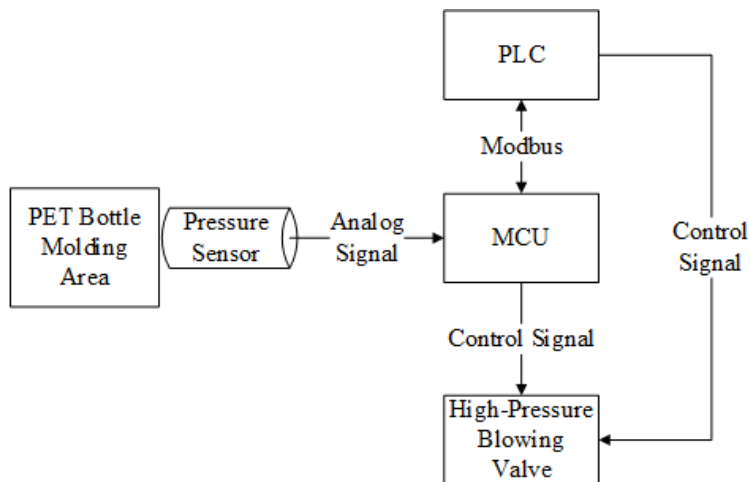 PLC
Modbus
PET Bottle
Molding
Area
Pressure
Sensor
Analog
Signal
MCU
Control
Signal
Control Signal
High-Pressure
Blowing
Valve